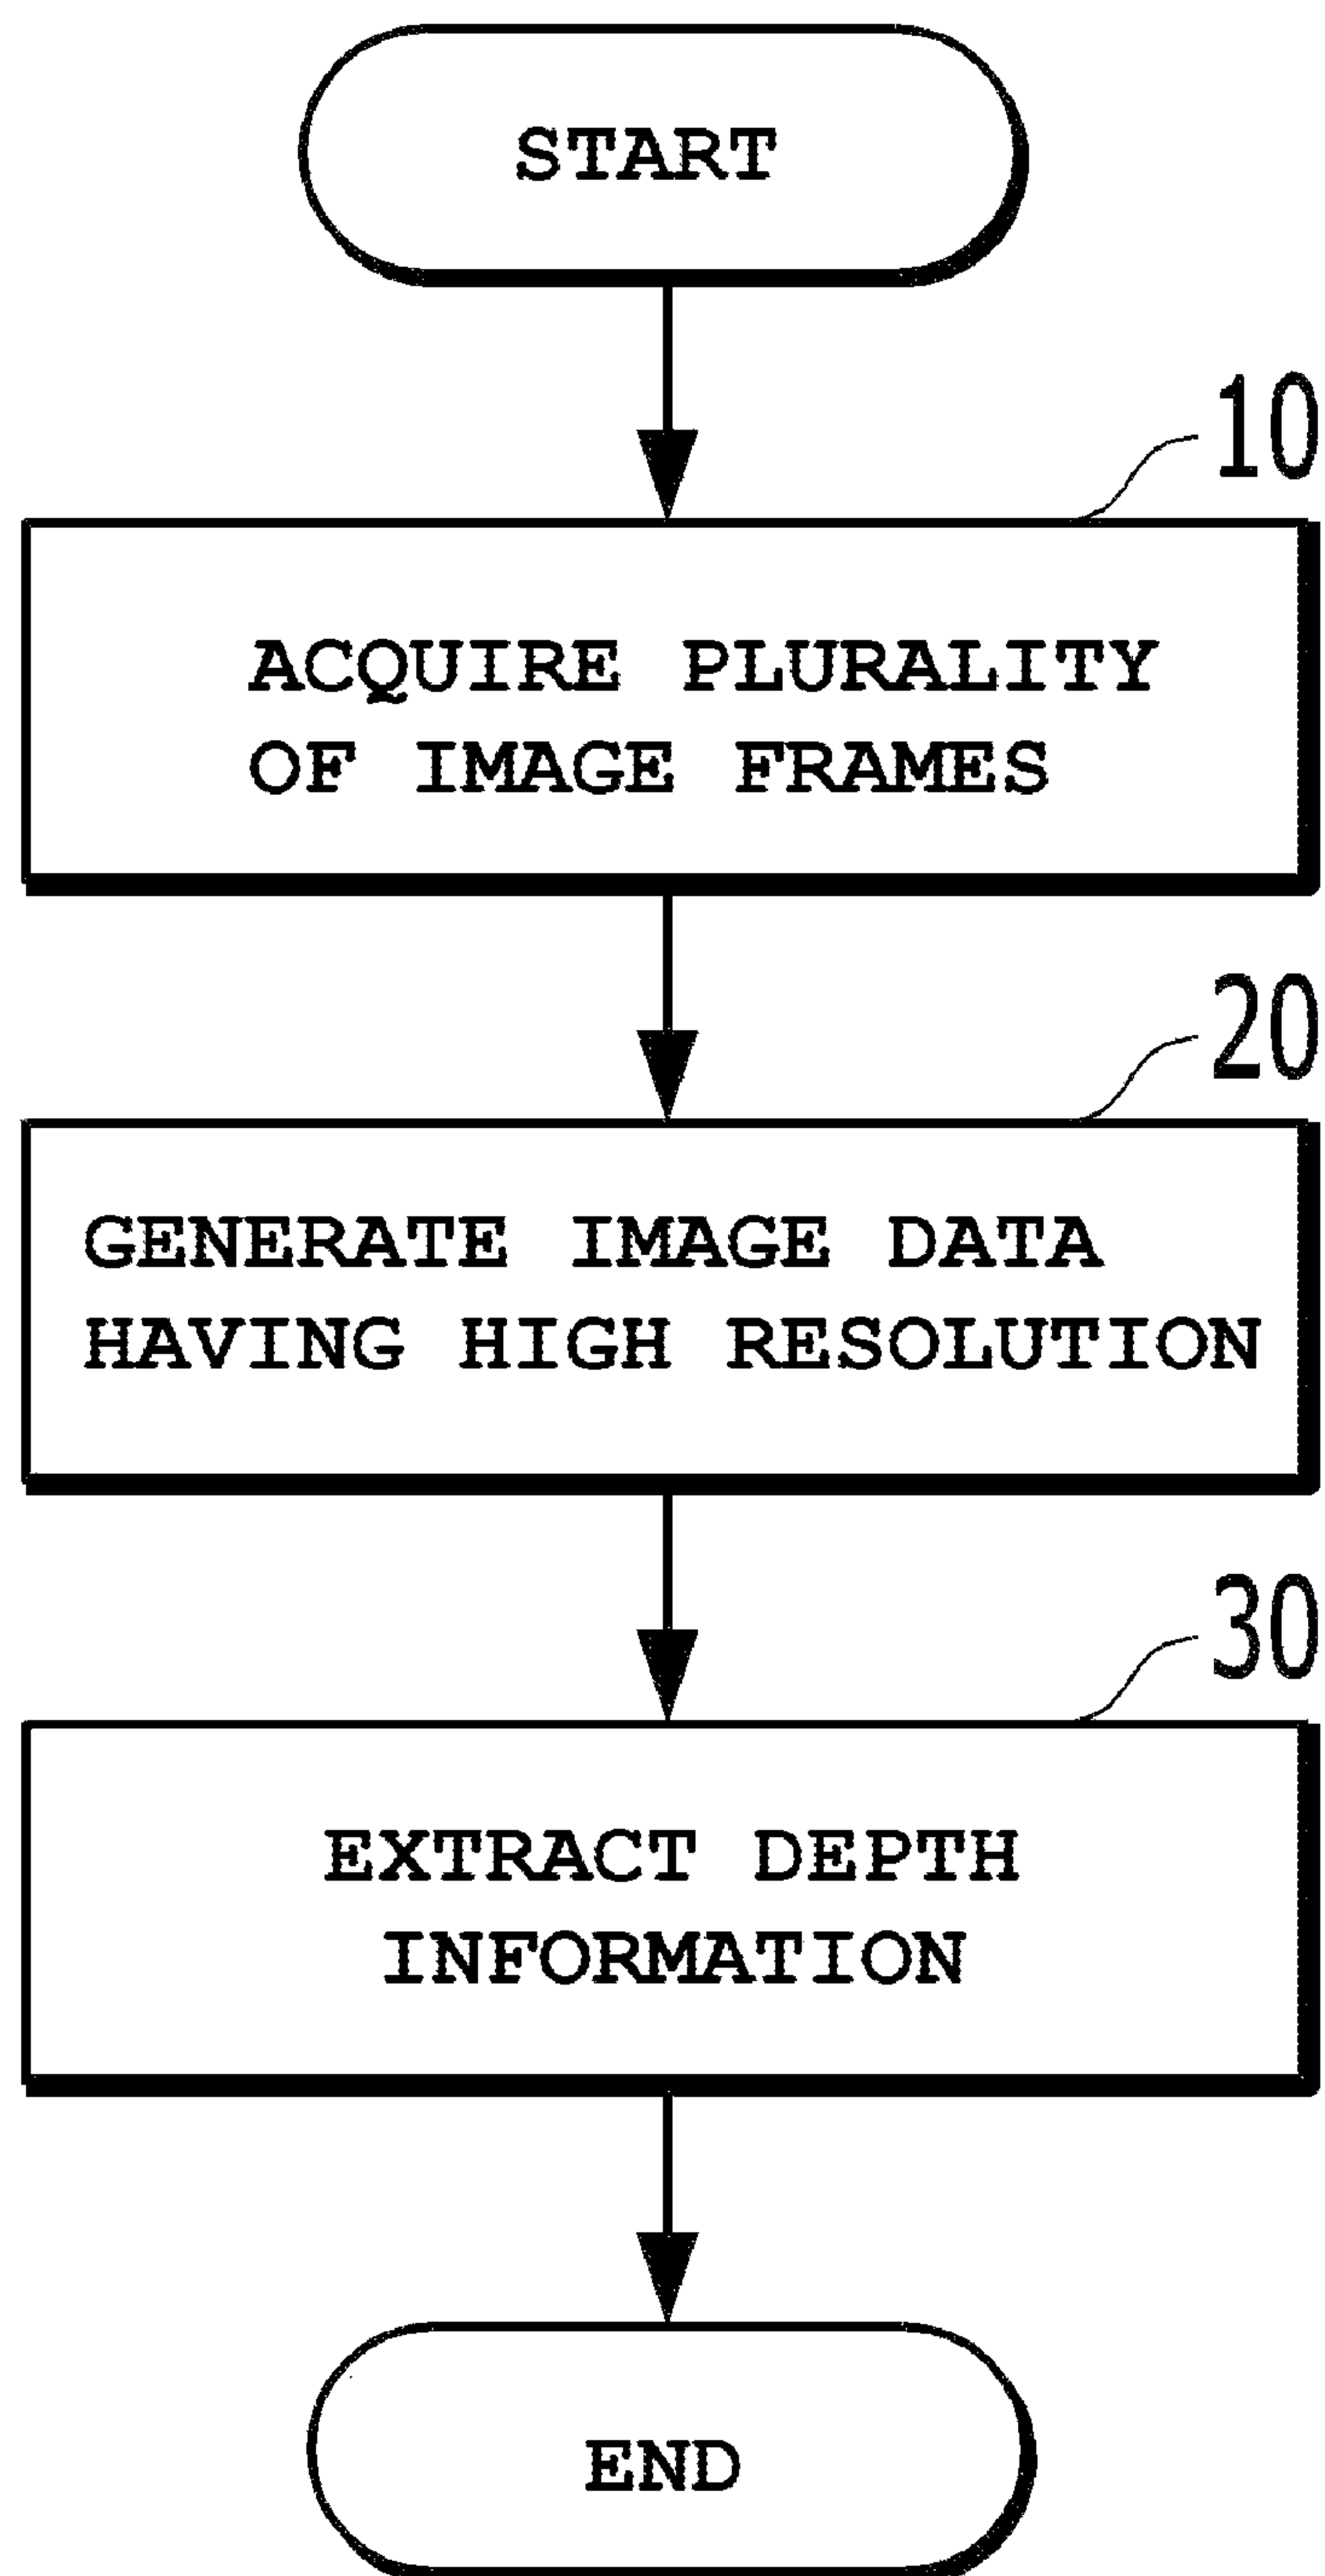 START
10
ACQUIRE PLURALITY
OF IMAGE FRAMES
20
GENERATE IMAGE DATA
HAVING HIGH RESOLUTION
30
EXTRACT DEPTH
INFORMATION
END